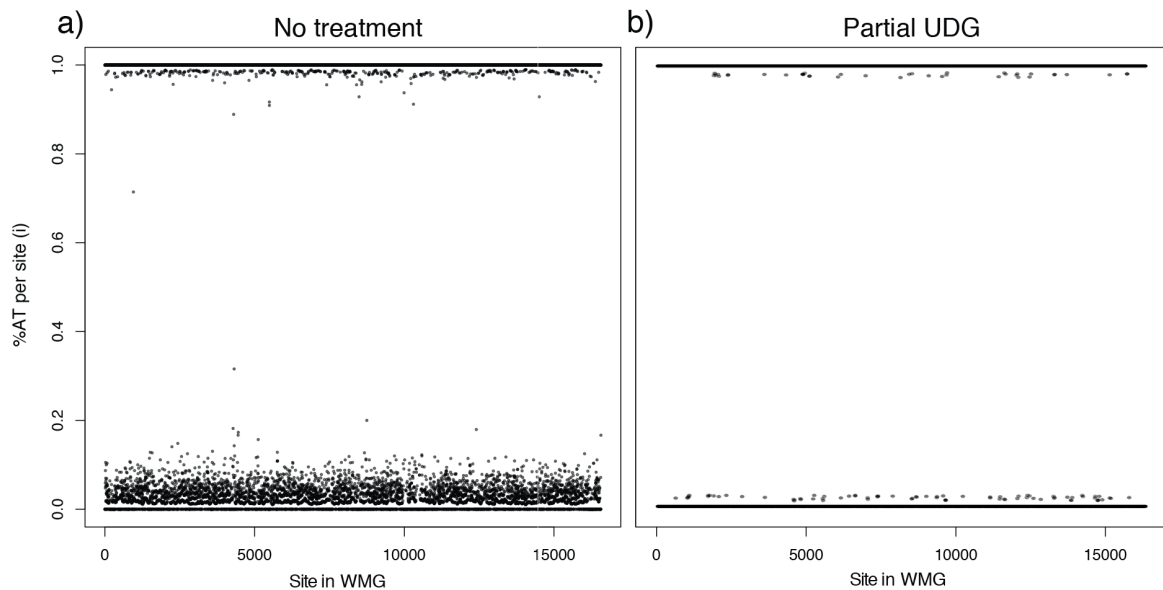 a) No treatment
b) Partial UDG
%AT per site (i)
1.0
0.8
0.6
0.4
0.2
0.0
0 5000 10000 15000
Site in WMG
0 5000 10000 15000
Site in WMG